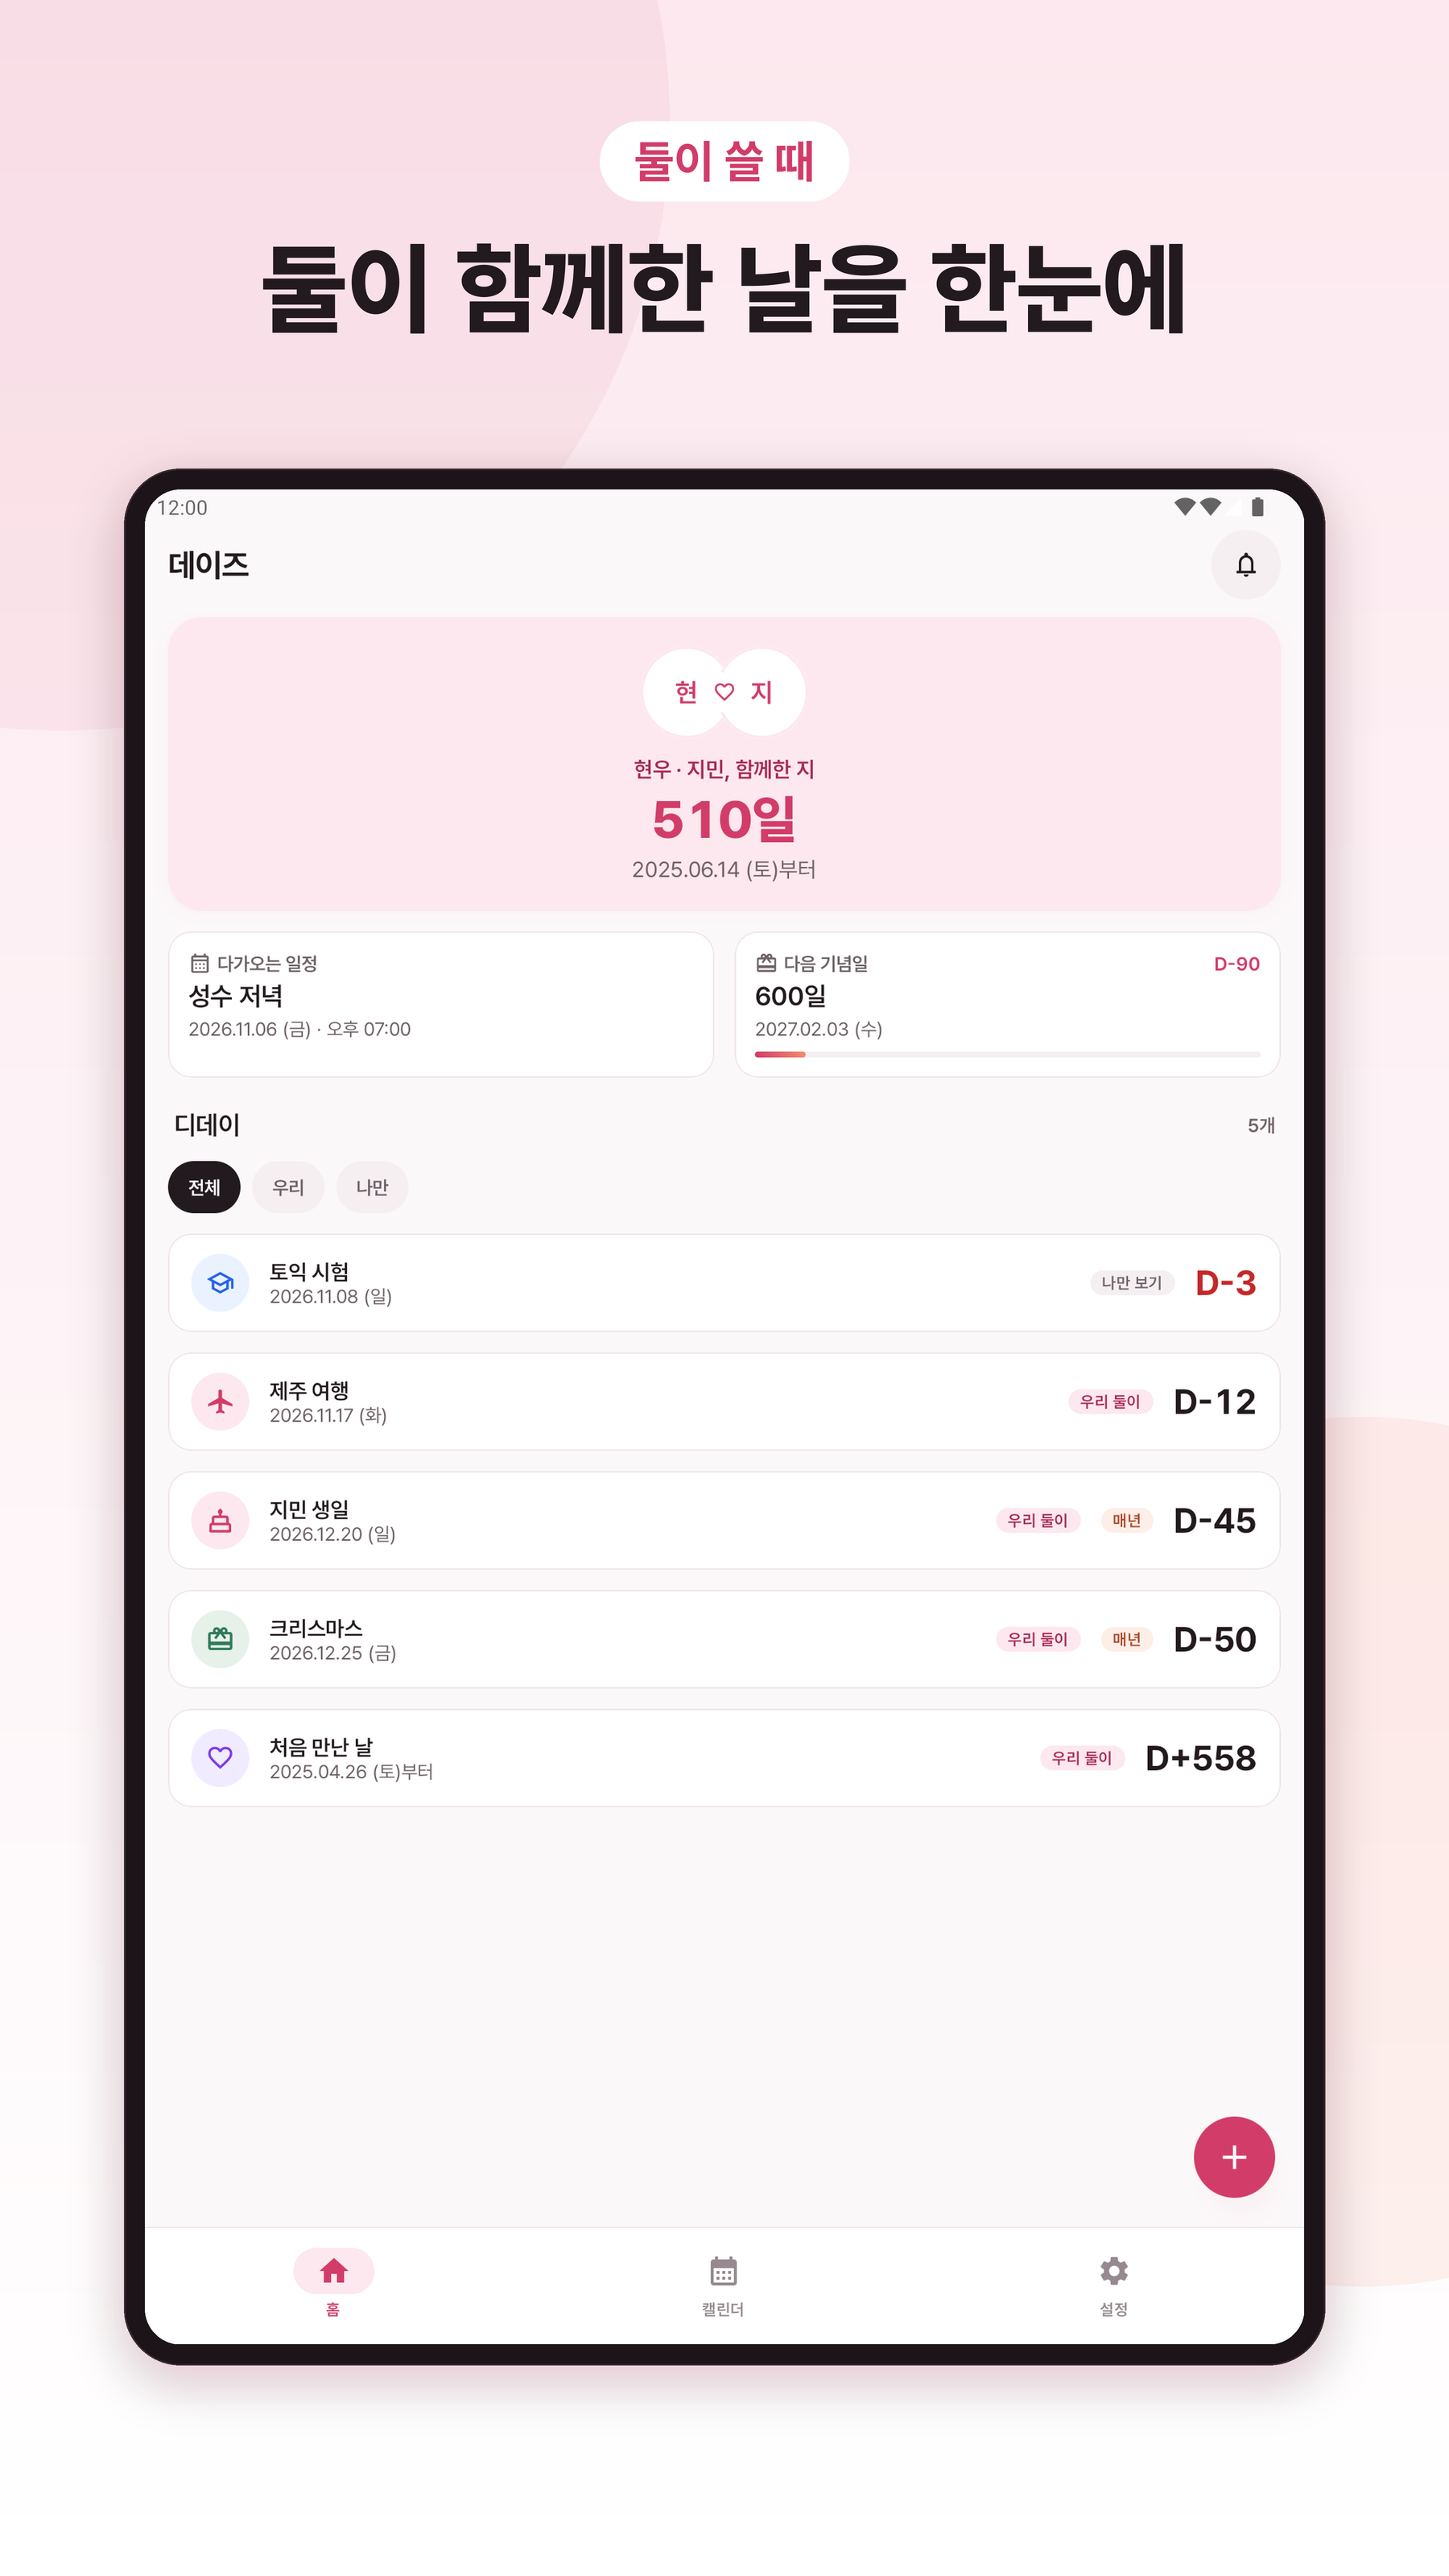 둘이 쓸 때
둘이 함께한 날을 한눈에
12:00
데이즈
현 지
현우 · 지민, 함께한 지
510일
2025.06.14 (토)부터
다가오는 일정
성수 저녁
2026.11.06 (금) · 오후 07:00
다음 기념일 D-90
600일
2027.02.03 (수)
디데이 5개
전체 우리 나만
토익 시험
2026.11.08 (일)
나만 보기 D-3
제주 여행
2026.11.17 (화)
우리 둘이 D-12
지민 생일
2026.12.20 (일)
우리 둘이 매년 D-45
크리스마스
2026.12.25 (금)
우리 둘이 매년 D-50
처음 만난 날
2025.04.26 (토)부터
우리 둘이 D+558
홈 캘린더 설정